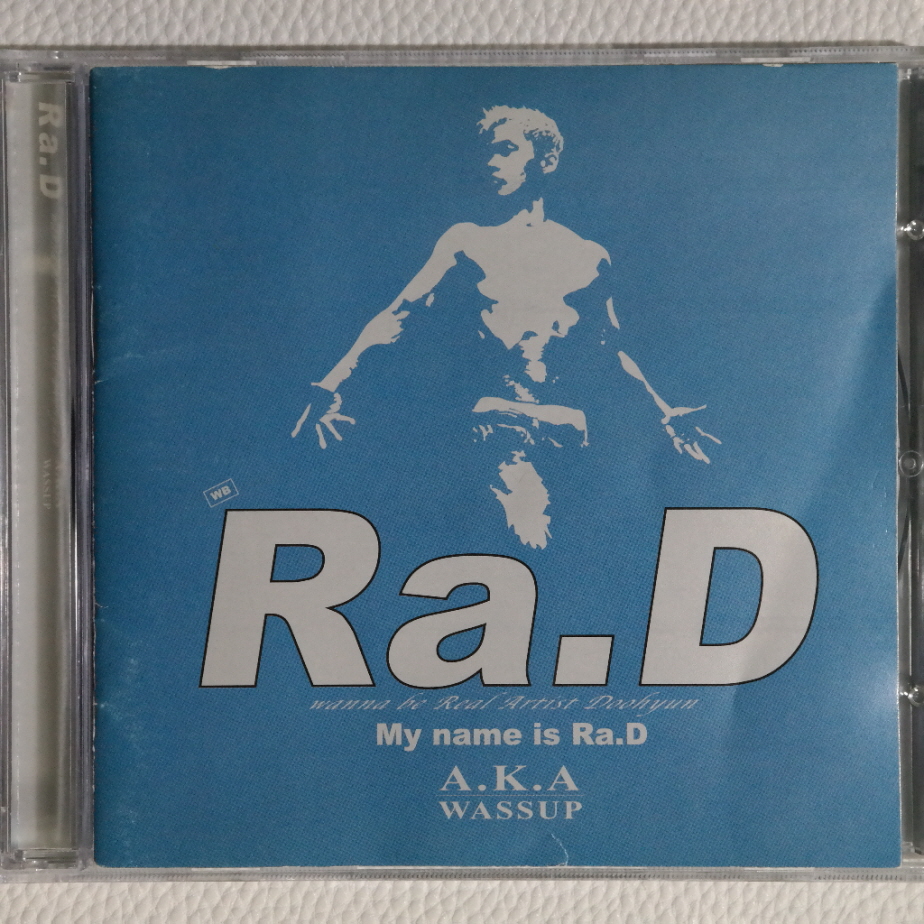 Ra.D
WASSUP
WB
Ra.D
wanna be Real Artist Doohyun
My name is Ra.D
A.K.A
WASSUP